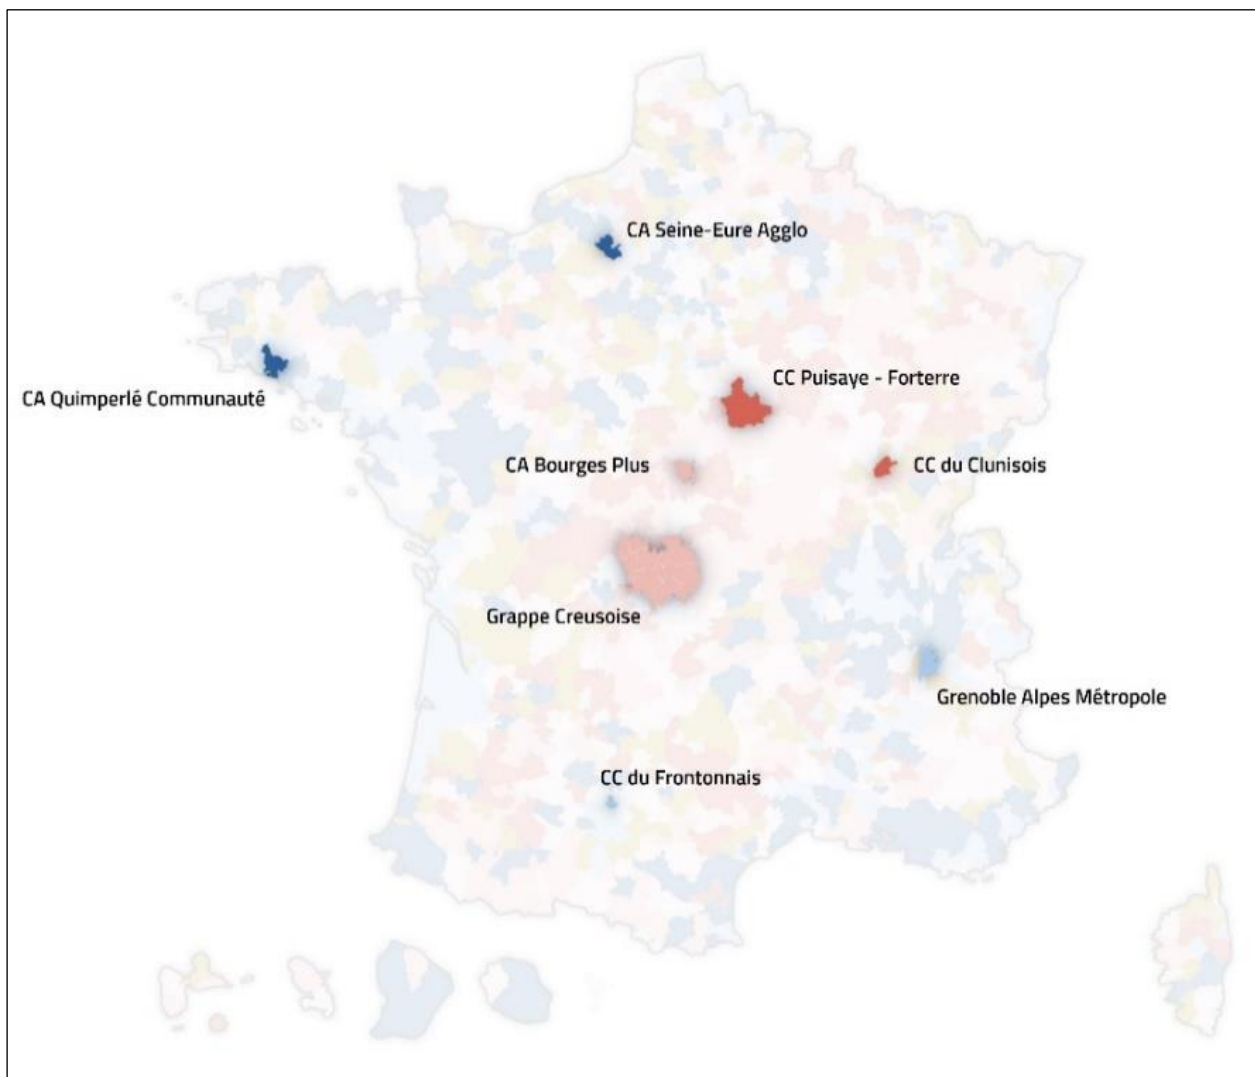 CA Seine-Eure Agglo
CC Puisaye - Forterre
CA Quimperlé Communauté
CA Bourges Plus
CC du Clunisois
Grappe Creusoise
Grenoble Alpes Métropole
CC du Frontonnais